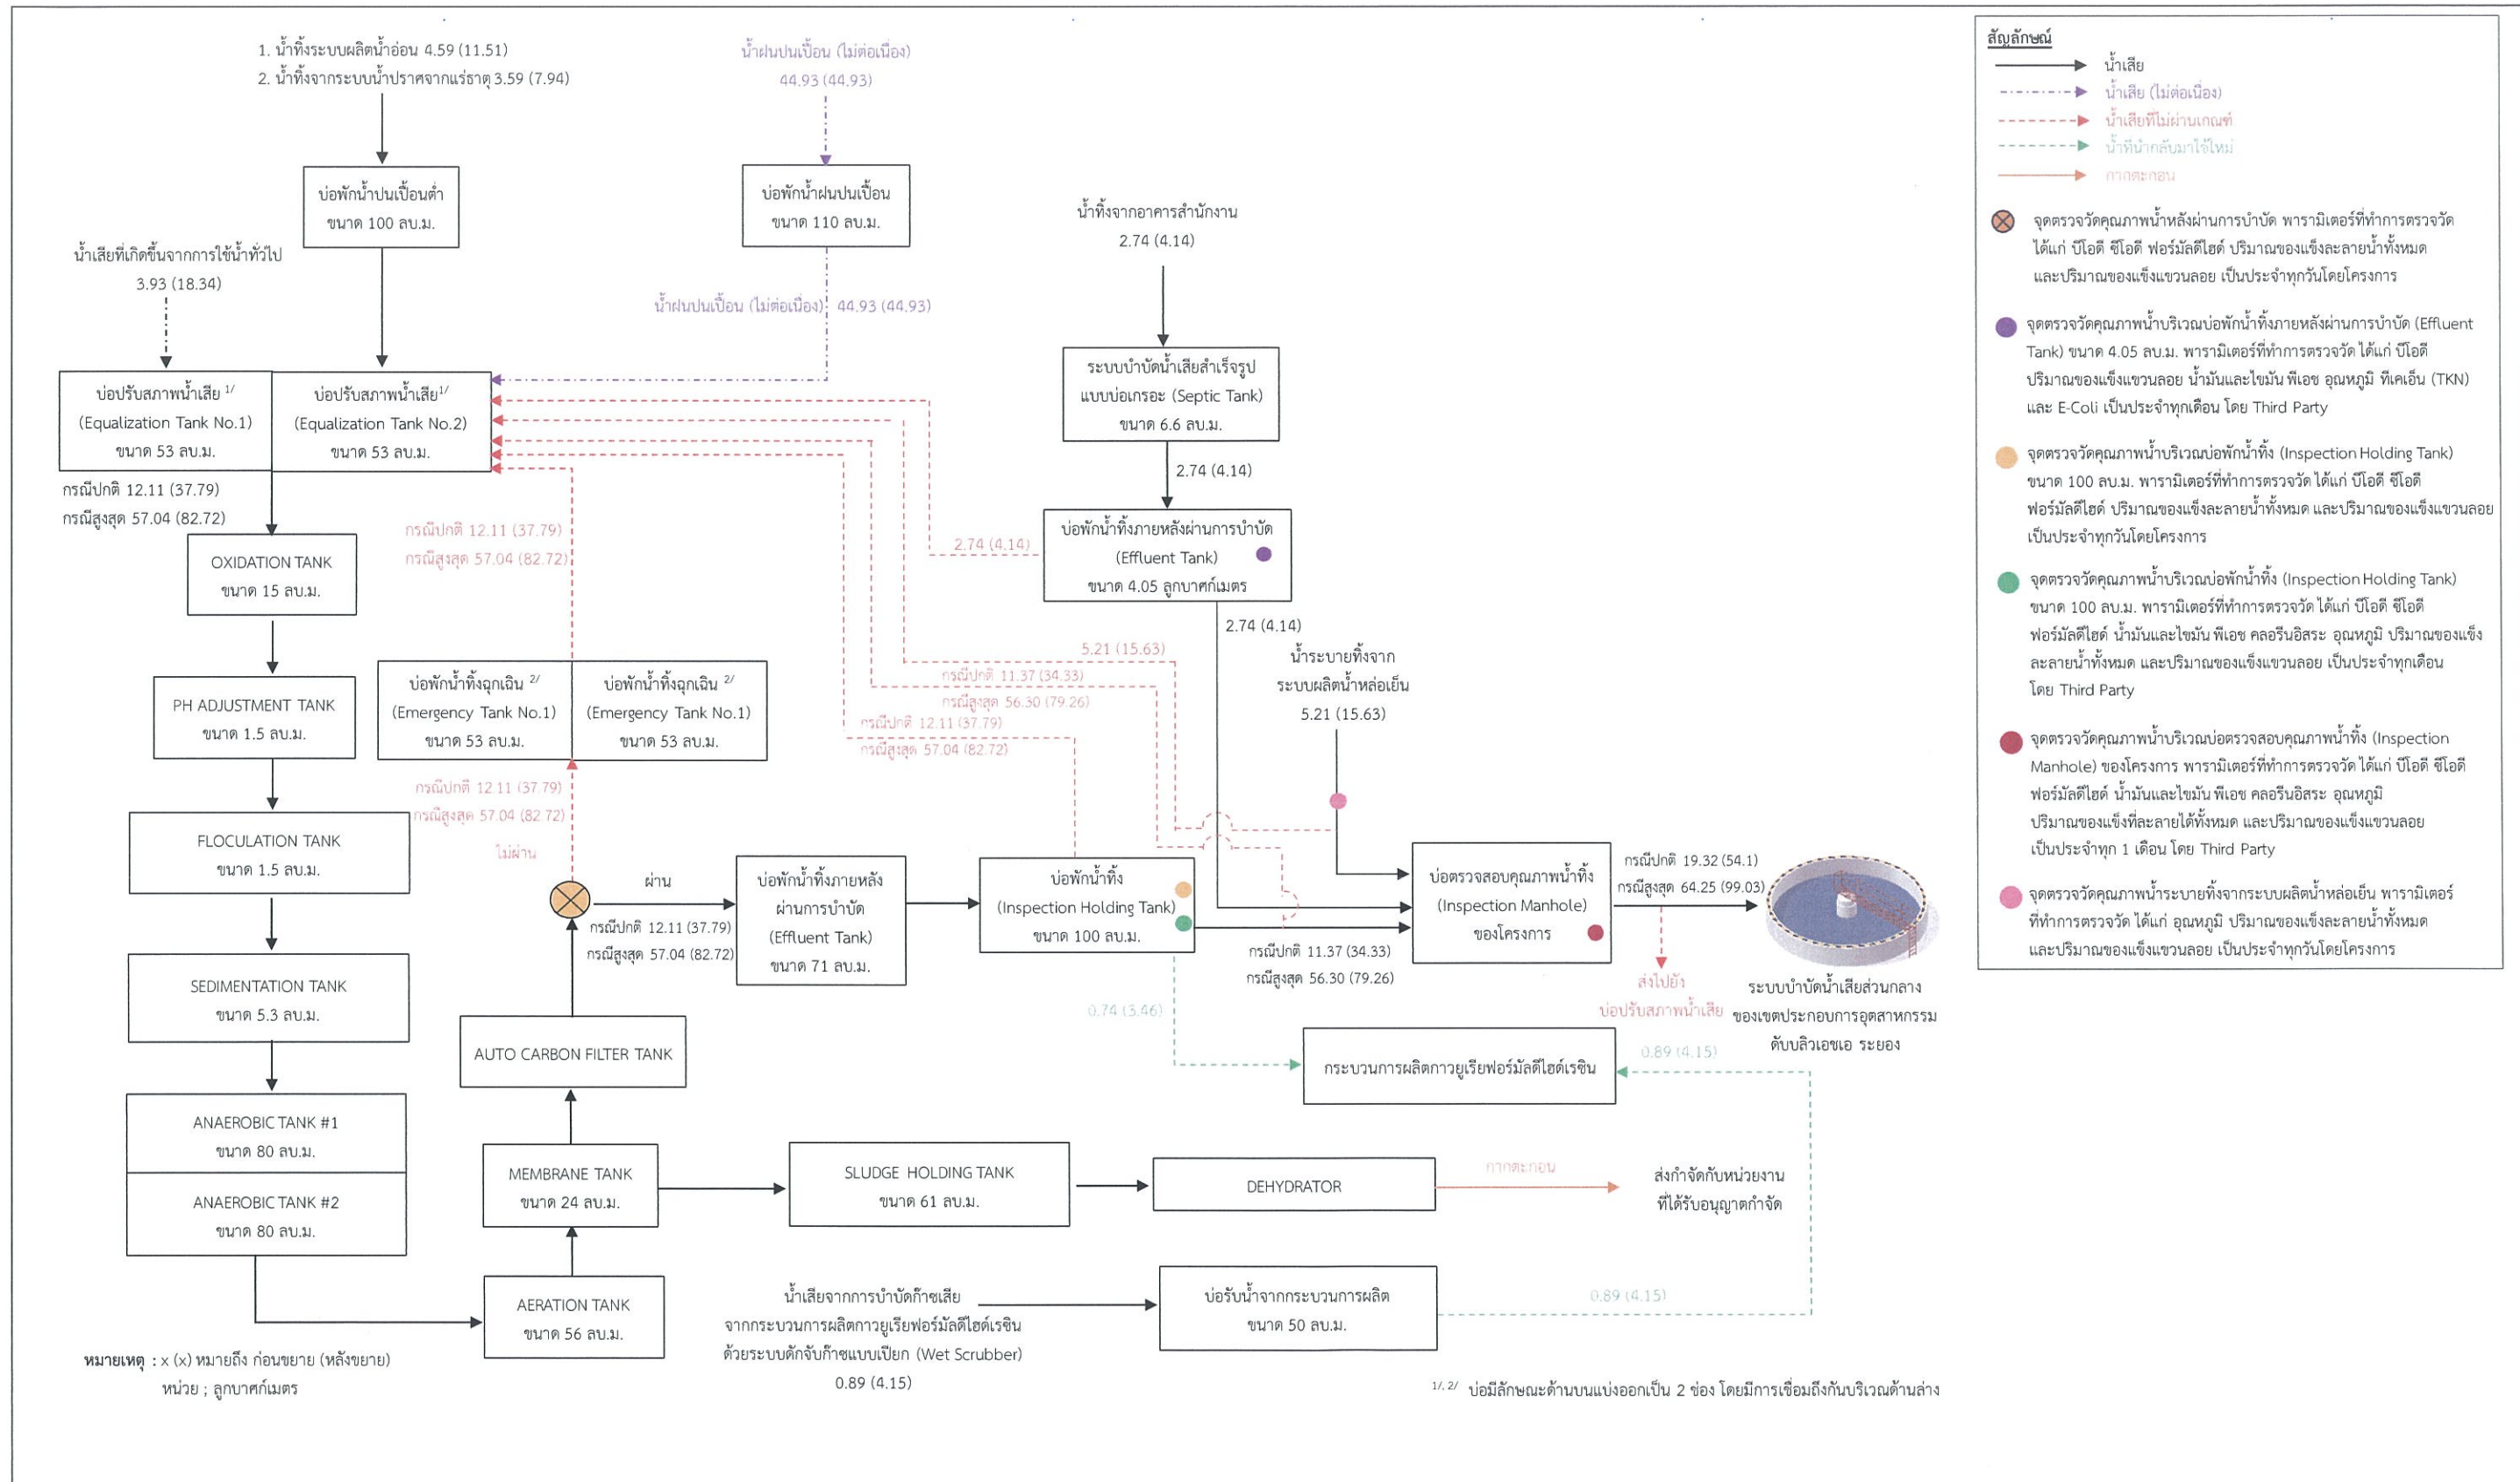 1. น้ำทิ้งระบบผลิตน้ำอ่อน 4.59 (11.51)
2. น้ำทิ้งจากระบบน้ำปราศจากแร่ธาตุ 3.59 (7.94)
น้ำฝนปนเปื้อน (ไม่ต่อเนื่อง)
44.93 (44.93)
บ่อพักน้ำปนเปื้อนต่ำ
ขนาด 100 ลบ.ม.
บ่อพักน้ำฝนปนเปื้อน
ขนาด 110 ลบ.ม.
น้ำทิ้งจากอาคารสำนักงาน
2.74 (4.14)
น้ำเสียที่เกิดขึ้นจากการใช้น้ำทั่วไป
3.93 (18.34)
น้ำฝนปนเปื้อน (ไม่ต่อเนื่อง) 44.93 (44.93)
บ่อปรับสภาพน้ำเสีย 1/
(Equalization Tank No.1)
ขนาด 53 ลบ.ม.
บ่อปรับสภาพน้ำเสีย1/
(Equalization Tank No.2)
ขนาด 53 ลบ.ม.
ระบบบำบัดน้ำเสียสำเร็จรูป
แบบบ่อเกรอะ (Septic Tank)
ขนาด 6.6 ลบ.ม.
2.74 (4.14)
กรณีปกติ 12.11 (37.79)
กรณีสูงสุด 57.04 (82.72)
กรณีปกติ 12.11 (37.79)
กรณีสูงสุด 57.04 (82.72)
2.74 (4.14)
บ่อพักน้ำทิ้งภายหลังผ่านการบำบัด
(Effluent Tank)
ขนาด 4.05 ลูกบาศก์เมตร
OXIDATION TANK
ขนาด 15 ลบ.ม.
2.74 (4.14)
5.21 (15.63)
กรณีปกติ 11.37 (34.33)
กรณีสูงสุด 56.30 (79.26)
กรณีปกติ 12.11 (37.79)
กรณีสูงสุด 57.04 (82.72)
น้ำระบายทิ้งจาก
ระบบผลิตน้ำหล่อเย็น
5.21 (15.63)
PH ADJUSTMENT TANK
ขนาด 1.5 ลบ.ม.
บ่อพักน้ำทิ้งฉุกเฉิน 2/
(Emergency Tank No.1)
ขนาด 53 ลบ.ม.
บ่อพักน้ำทิ้งฉุกเฉิน 2/
(Emergency Tank No.1)
ขนาด 53 ลบ.ม.
กรณีปกติ 12.11 (37.79)
กรณีสูงสุด 57.04 (82.72)
ไม่ผ่าน
FLOCULATION TANK
ขนาด 1.5 ลบ.ม.
ผ่าน
กรณีปกติ 12.11 (37.79)
กรณีสูงสุด 57.04 (82.72)
บ่อพักน้ำทิ้งภายหลัง
ผ่านการบำบัด
(Effluent Tank)
ขนาด 71 ลบ.ม.
บ่อพักน้ำทิ้ง
(Inspection Holding Tank)
ขนาด 100 ลบ.ม.
กรณีปกติ 11.37 (34.33)
กรณีสูงสุด 56.30 (79.26)
บ่อตรวจสอบคุณภาพน้ำทิ้ง
(Inspection Manhole)
ของโครงการ
กรณีปกติ 19.32 (54.1)
กรณีสูงสุด 64.25 (99.03)
ส่งไปยัง
บ่อปรับสภาพน้ำเสีย
ระบบบำบัดน้ำเสียส่วนกลาง
ของเขตประกอบการอุตสาหกรรม
ดับบลิวเอชเอ ระยอง
SEDIMENTATION TANK
ขนาด 5.3 ลบ.ม.
0.74 (3.46)
AUTO CARBON FILTER TANK
กระบวนการผลิตกาวยูเรียฟอร์มัลดีไฮด์เรซิน
0.89 (4.15)
ANAEROBIC TANK #1
ขนาด 80 ลบ.ม.
ANAEROBIC TANK #2
ขนาด 80 ลบ.ม.
MEMBRANE TANK
ขนาด 24 ลบ.ม.
SLUDGE HOLDING TANK
ขนาด 61 ลบ.ม.
DEHYDRATOR
กากตะกอน
ส่งกำจัดกับหน่วยงาน
ที่ได้รับอนุญาตกำจัด
AERATION TANK
ขนาด 56 ลบ.ม.
น้ำเสียจากการบำบัดก๊าซเสีย
จากกระบวนการผลิตกาวยูเรียฟอร์มัลดีไฮด์เรซิน
ด้วยระบบดักจับก๊าซแบบเปียก (Wet Scrubber)
0.89 (4.15)
บ่อรับน้ำจากกระบวนการผลิต
ขนาด 50 ลบ.ม.
0.89 (4.15)
หมายเหตุ : x (x) หมายถึง ก่อนขยาย (หลังขยาย)
หน่วย ; ลูกบาศก์เมตร
1/, 2/ บ่อมีลักษณะด้านบนแบ่งออกเป็น 2 ช่อง โดยมีการเชื่อมถึงกันบริเวณด้านล่าง
สัญลักษณ์
น้ำเสีย
น้ำเสีย (ไม่ต่อเนื่อง)
น้ำเสียที่ไม่ผ่านเกณฑ์
น้ำที่นำกลับมาใช้ใหม่
กากตะกอน
จุดตรวจวัดคุณภาพน้ำหลังผ่านการบำบัด พารามิเตอร์ที่ทำการตรวจวัด
ได้แก่ บีโอดี ซีโอดี ฟอร์มัลดีไฮด์ ปริมาณของแข็งละลายน้ำทั้งหมด
และปริมาณของแข็งแขวนลอย เป็นประจำทุกวันโดยโครงการ
จุดตรวจวัดคุณภาพน้ำบริเวณบ่อพักน้ำทิ้งภายหลังผ่านการบำบัด (Effluent
Tank) ขนาด 4.05 ลบ.ม. พารามิเตอร์ที่ทำการตรวจวัด ได้แก่ บีโอดี
ปริมาณของแข็งแขวนลอย น้ำมันและไขมัน พีเอช อุณหภูมิ ทีเคเอ็น (TKN)
และ E-Coli เป็นประจำทุกเดือน โดย Third Party
จุดตรวจวัดคุณภาพน้ำบริเวณบ่อพักน้ำทิ้ง (Inspection Holding Tank)
ขนาด 100 ลบ.ม. พารามิเตอร์ที่ทำการตรวจวัด ได้แก่ บีโอดี ซีโอดี
ฟอร์มัลดีไฮด์ ปริมาณของแข็งละลายน้ำทั้งหมด และปริมาณของแข็งแขวนลอย
เป็นประจำทุกวันโดยโครงการ
จุดตรวจวัดคุณภาพน้ำบริเวณบ่อพักน้ำทิ้ง (Inspection Holding Tank)
ขนาด 100 ลบ.ม. พารามิเตอร์ที่ทำการตรวจวัด ได้แก่ บีโอดี ซีโอดี
ฟอร์มัลดีไฮด์ น้ำมันและไขมัน พีเอช คลอรีนอิสระ อุณหภูมิ ปริมาณของแข็ง
ละลายน้ำทั้งหมด และปริมาณของแข็งแขวนลอย เป็นประจำทุกเดือน
โดย Third Party
จุดตรวจวัดคุณภาพน้ำบริเวณบ่อตรวจสอบคุณภาพน้ำทิ้ง (Inspection
Manhole) ของโครงการ พารามิเตอร์ที่ทำการตรวจวัด ได้แก่ บีโอดี ซีโอดี
ฟอร์มัลดีไฮด์ น้ำมันและไขมัน พีเอช คลอรีนอิสระ อุณหภูมิ
ปริมาณของแข็งที่ละลายได้ทั้งหมด และปริมาณของแข็งแขวนลอย
เป็นประจำทุก 1 เดือน โดย Third Party
จุดตรวจวัดคุณภาพน้ำระบายทิ้งจากระบบผลิตน้ำหล่อเย็น พารามิเตอร์
ที่ทำการตรวจวัด ได้แก่ อุณหภูมิ ปริมาณของแข็งละลายน้ำทั้งหมด
และปริมาณของแข็งแขวนลอย เป็นประจำทุกวันโดยโครงการ